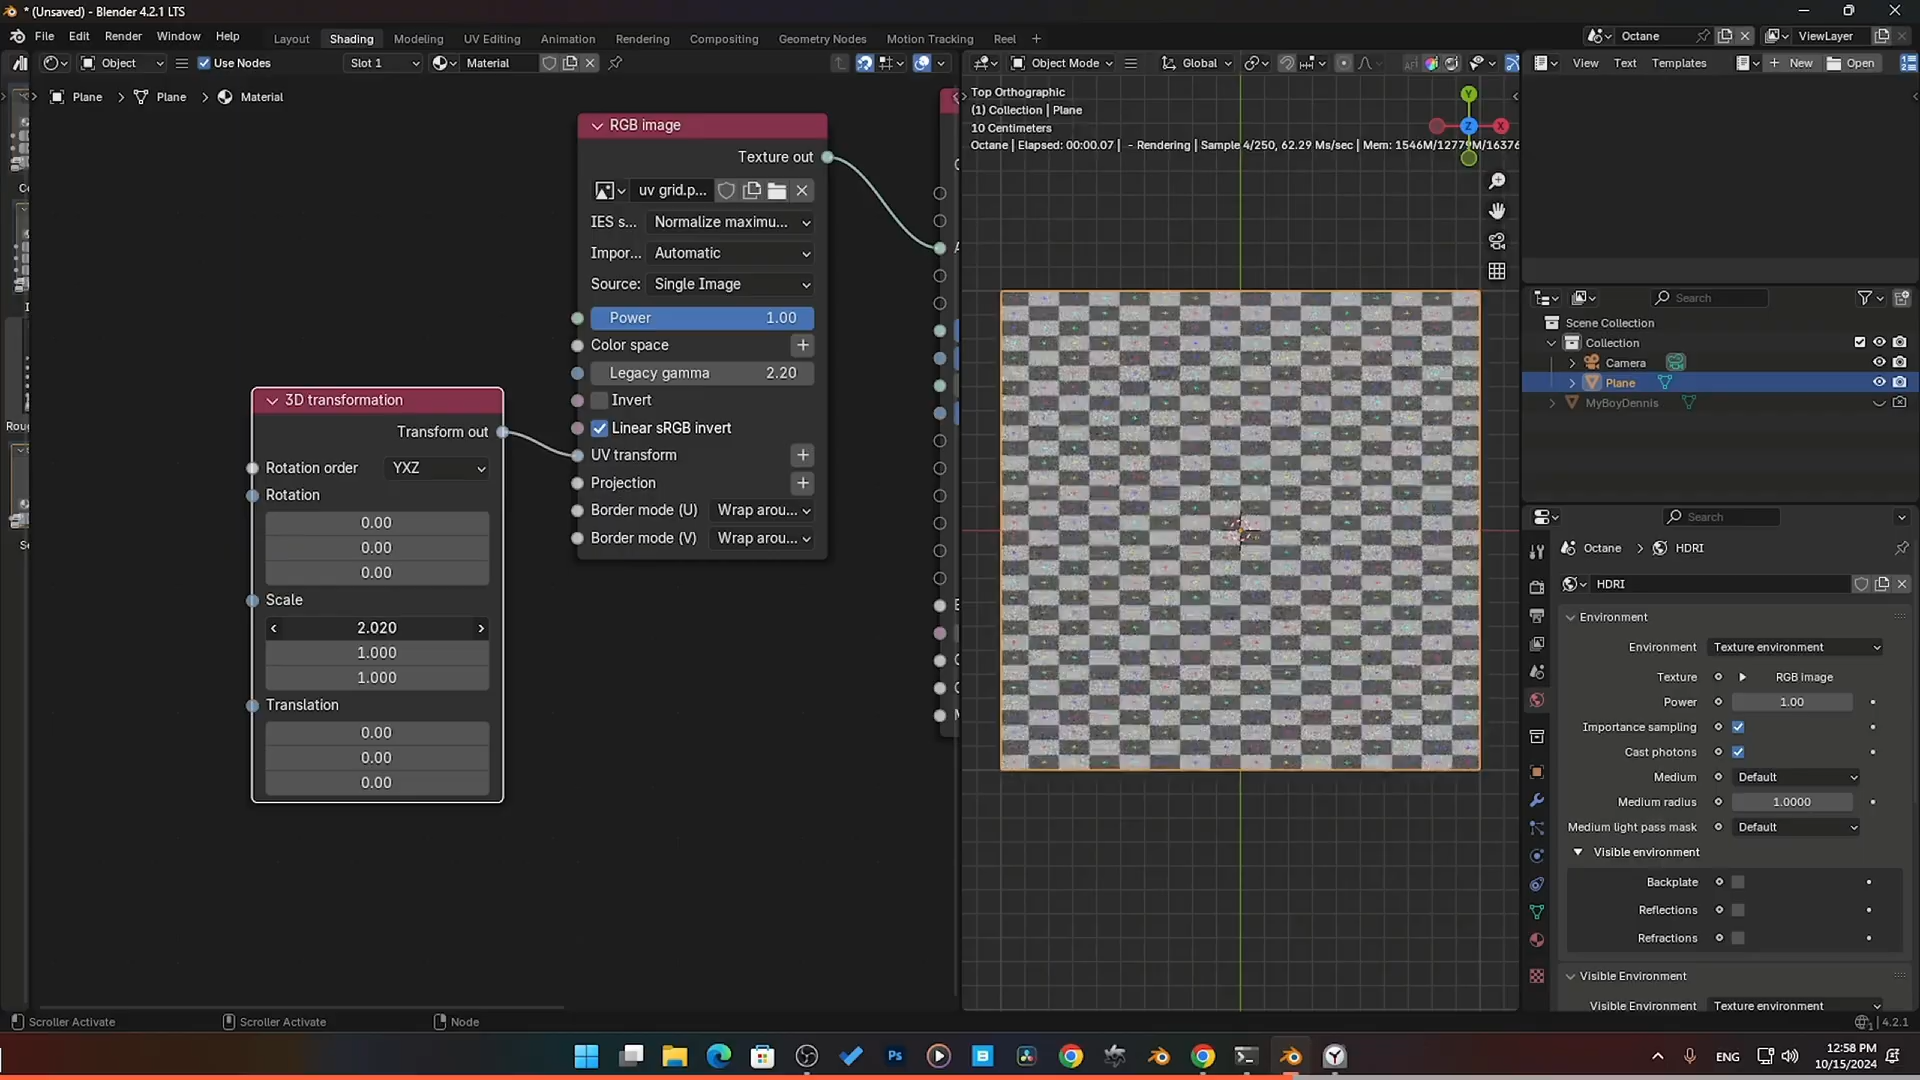 * (Unsaved) - Blender 4.2.1 LTS
File Edit Render Window Help
Layout Shading Modeling UV Editing Animation Rendering Compositing Geometry Nodes Motion Tracking Reel
Octane ViewLayer
Object Use Nodes Slot 1 Material
Object Mode Global
View Text Templates New Open
Plane > Plane > Material
Top Orthographic
(1) Collection | Plane
10 Centimeters
Octane | Elapsed: 00:00.07 | - Rendering | Sample 4/250, 62.29 Ms/sec | Mem: 1546M/12779M/16376
Y
Z
X
RGB image
Texture out
uv grid.p...
IES s... Normalize maximu...
Impor... Automatic
Source: Single Image
Power 1.00
Color space
Legacy gamma 2.20
Invert
Linear sRGB invert
UV transform
Projection
Border mode (U) Wrap arou...
Border mode (V) Wrap arou...
3D transformation
Transform out
Rotation order YXZ
Rotation
0.00
0.00
0.00
Scale
2.020
1.000
1.000
Translation
0.00
0.00
0.00
Search
Scene Collection
Collection
Camera
Plane
MyBoyDennis
Search
Octane > HDRI
HDRI
Environment
Environment Texture environment
Texture RGB image
Power 1.00
Importance sampling
Cast photons
Medium Default
Medium radius 1.0000
Medium light pass mask Default
Visible environment
Backplate
Reflections
Refractions
Visible Environment
Visible Environment Texture environment
Scroller Activate Scroller Activate Node
4.2.1
Ps
ENG
12:58 PM
10/15/2024